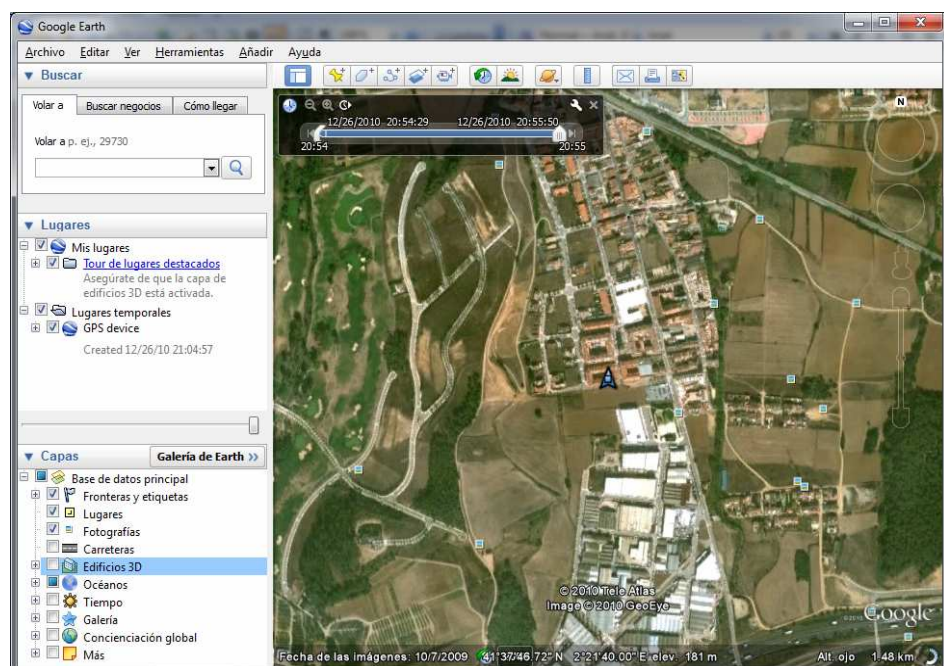 Google Earth
Archivo Editar Ver Herramientas Añadir Ayuda
Buscar
Volar a Buscar negocios Cómo llegar
Volar a p. ej., 29730
12/26/2010 20:54:29 12/26/2010 20:55:50
20:54 20:55
N
Lugares
Mis lugares
Tour de lugares destacados
Asegúrate de que la capa de
edificios 3D está activada.
Lugares temporales
GPS device
Created 12/26/10 21:04:57
Capas Galería de Earth >>
Base de datos principal
Fronteras y etiquetas
Lugares
Fotografías
Carreteras
Edificios 3D
Océanos
Tiempo
Galería
Concienciación global
Más
© 2010 Tele Atlas
Image © 2010 GeoEye
©2010 Google
Fecha de las imágenes: 10/7/2009 2°21'40.00" E elev. 181 m Alt. ojo 1.48 km